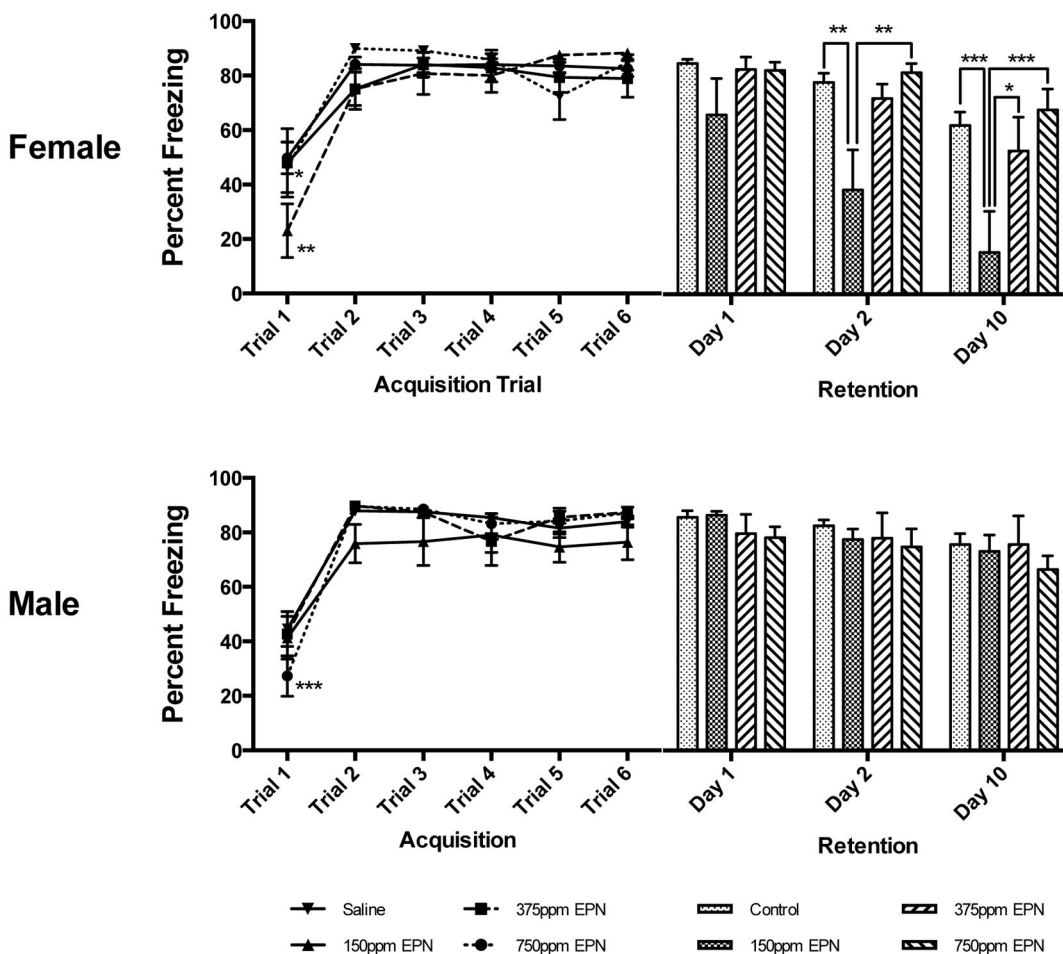 Female
Percent Freezing
100
80
60
40
20
0
*
**
Trial 1
Trial 2
Trial 3
Trial 4
Trial 5
Trial 6
Acquisition Trial
** **
*** ***
*
Day 1
Day 2
Day 10
Retention
Male
Percent Freezing
100
80
60
40
20
0
***
Trial 1
Trial 2
Trial 3
Trial 4
Trial 5
Trial 6
Acquisition
Day 1
Day 2
Day 10
Retention
Saline 375ppm EPN Control 375ppm EPN
150ppm EPN 750ppm EPN 150ppm EPN 750ppm EPN